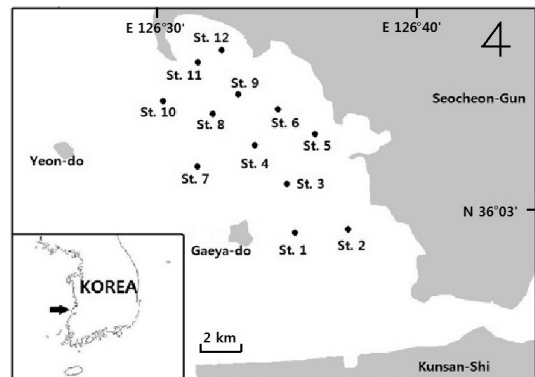 E 126°30'
E 126°40'
St. 12
St. 11
St. 9
Seocheon-Gun
St. 10
St. 8
St. 6
St. 5
Yeon-do
St. 4
St. 7
St. 3
N 36°03'
St. 1
St. 2
Gaeya-do
KOREA
2 km
Kunsan-Shi